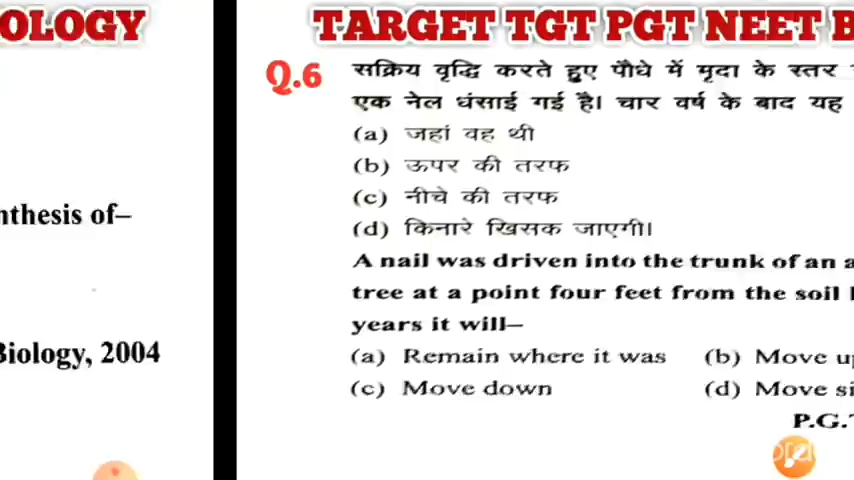 OLOGY
TARGET TGT PGT NEET B
nthesis of–
Biology, 2004
Q.6
सक्रिय वृद्धि करते हुए पौधे में मृदा के स्तर
एक नेल धंसाई गई है। चार वर्ष के बाद यह
(a) जहां वह थी
(b) ऊपर की तरफ
(c) नीचे की तरफ
(d) किनारे खिसक जाएगी।
A nail was driven into the trunk of an a
tree at a point four feet from the soil
years it will–
(a) Remain where it was (b) Move up
(c) Move down (d) Move si
P.G.T